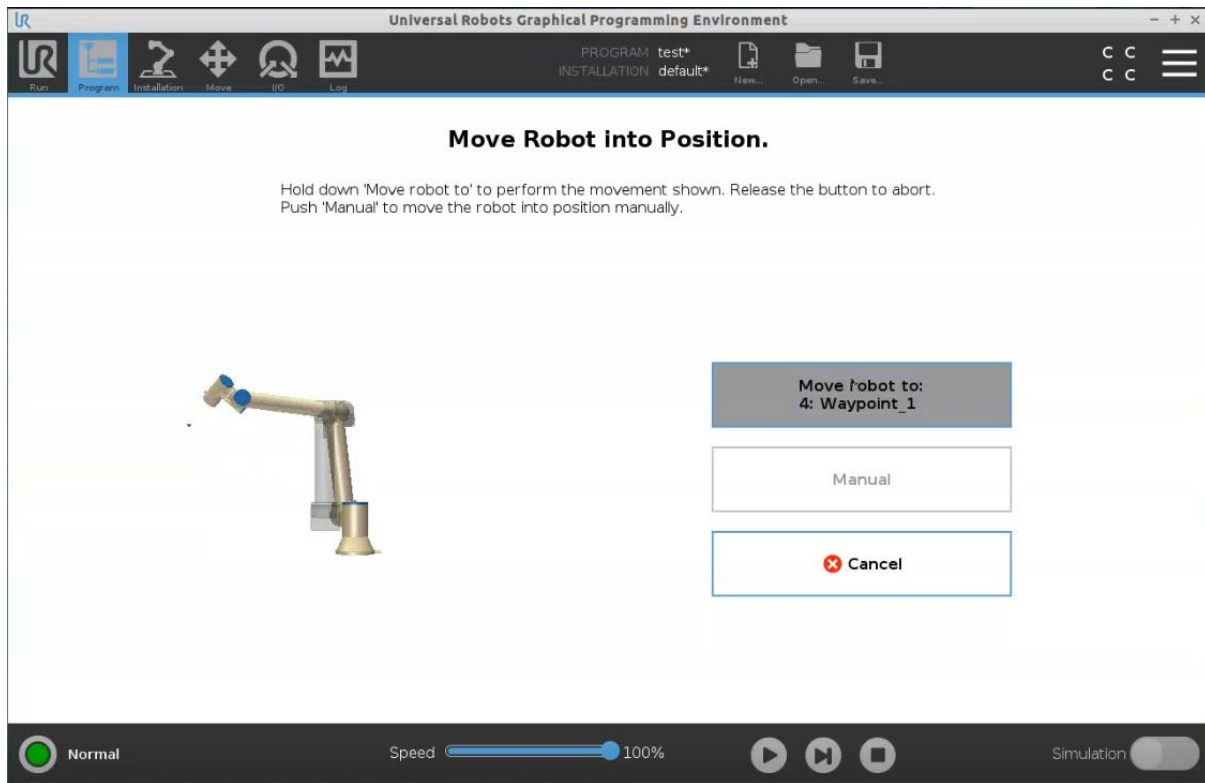 UR
Universal Robots Graphical Programming Environment
UR
Run
Program
Installation
Move
I/O
Log
PROGRAM test*
INSTALLATION default*
New...
Open...
Save...
C C
C C
Move Robot into Position.
Hold down 'Move robot to' to perform the movement shown. Release the button to abort.
Push 'Manual' to move the robot into position manually.
Move robot to:
4: Waypoint_1
Manual
Cancel
Normal
Speed 100%
Simulation